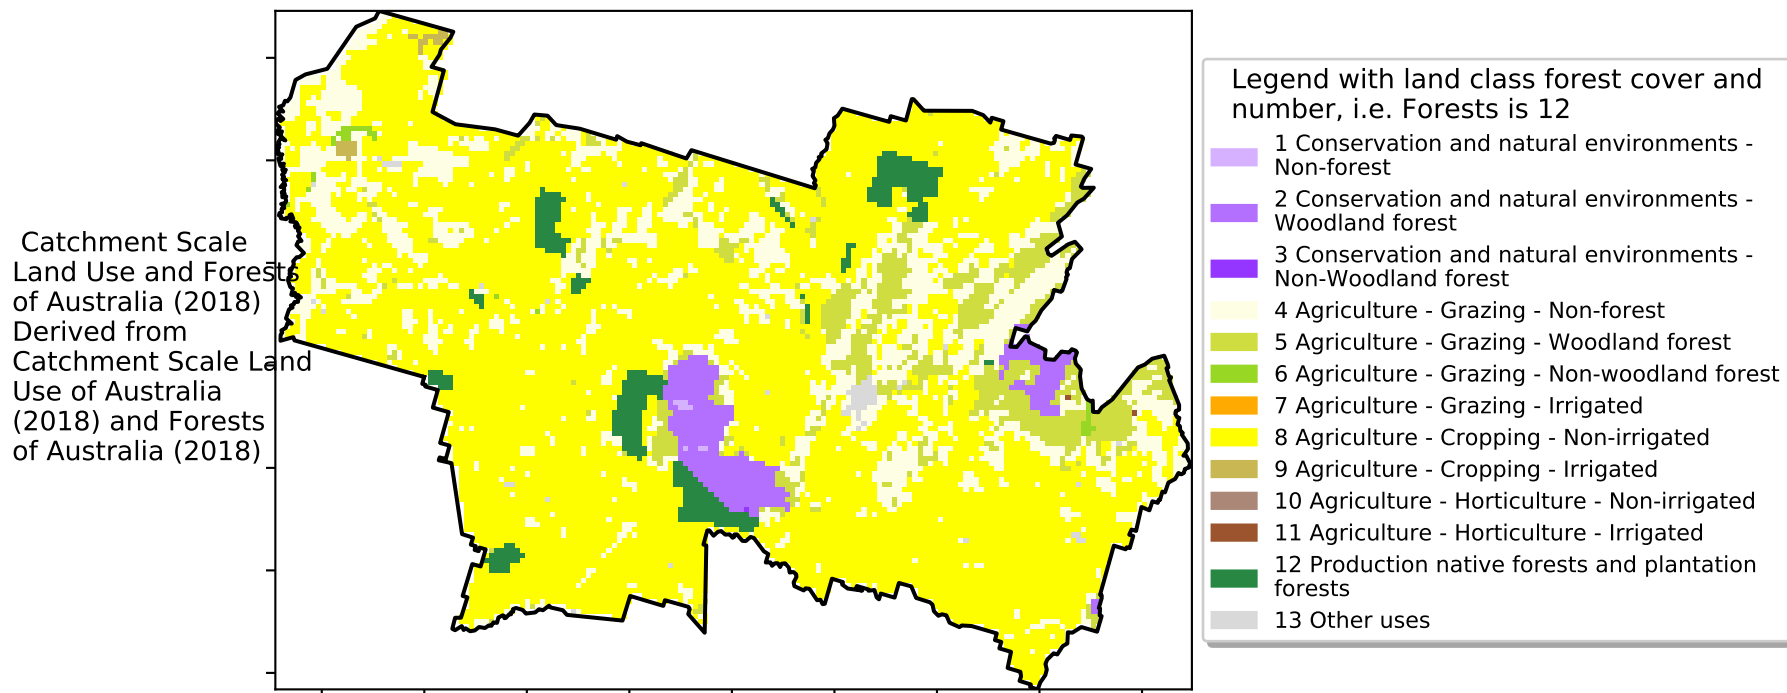 Catchment Scale
Land Use and Forests
of Australia (2018)
Derived from
Catchment Scale Land
Use of Australia
(2018) and Forests
of Australia (2018)
Legend with land class forest cover and
number, i.e. Forests is 12
1 Conservation and natural environments -
Non-forest
2 Conservation and natural environments -
Woodland forest
3 Conservation and natural environments -
Non-Woodland forest
4 Agriculture - Grazing - Non-forest
5 Agriculture - Grazing - Woodland forest
6 Agriculture - Grazing - Non-woodland forest
7 Agriculture - Grazing - Irrigated
8 Agriculture - Cropping - Non-irrigated
9 Agriculture - Cropping - Irrigated
10 Agriculture - Horticulture - Non-irrigated
11 Agriculture - Horticulture - Irrigated
12 Production native forests and plantation
forests
13 Other uses